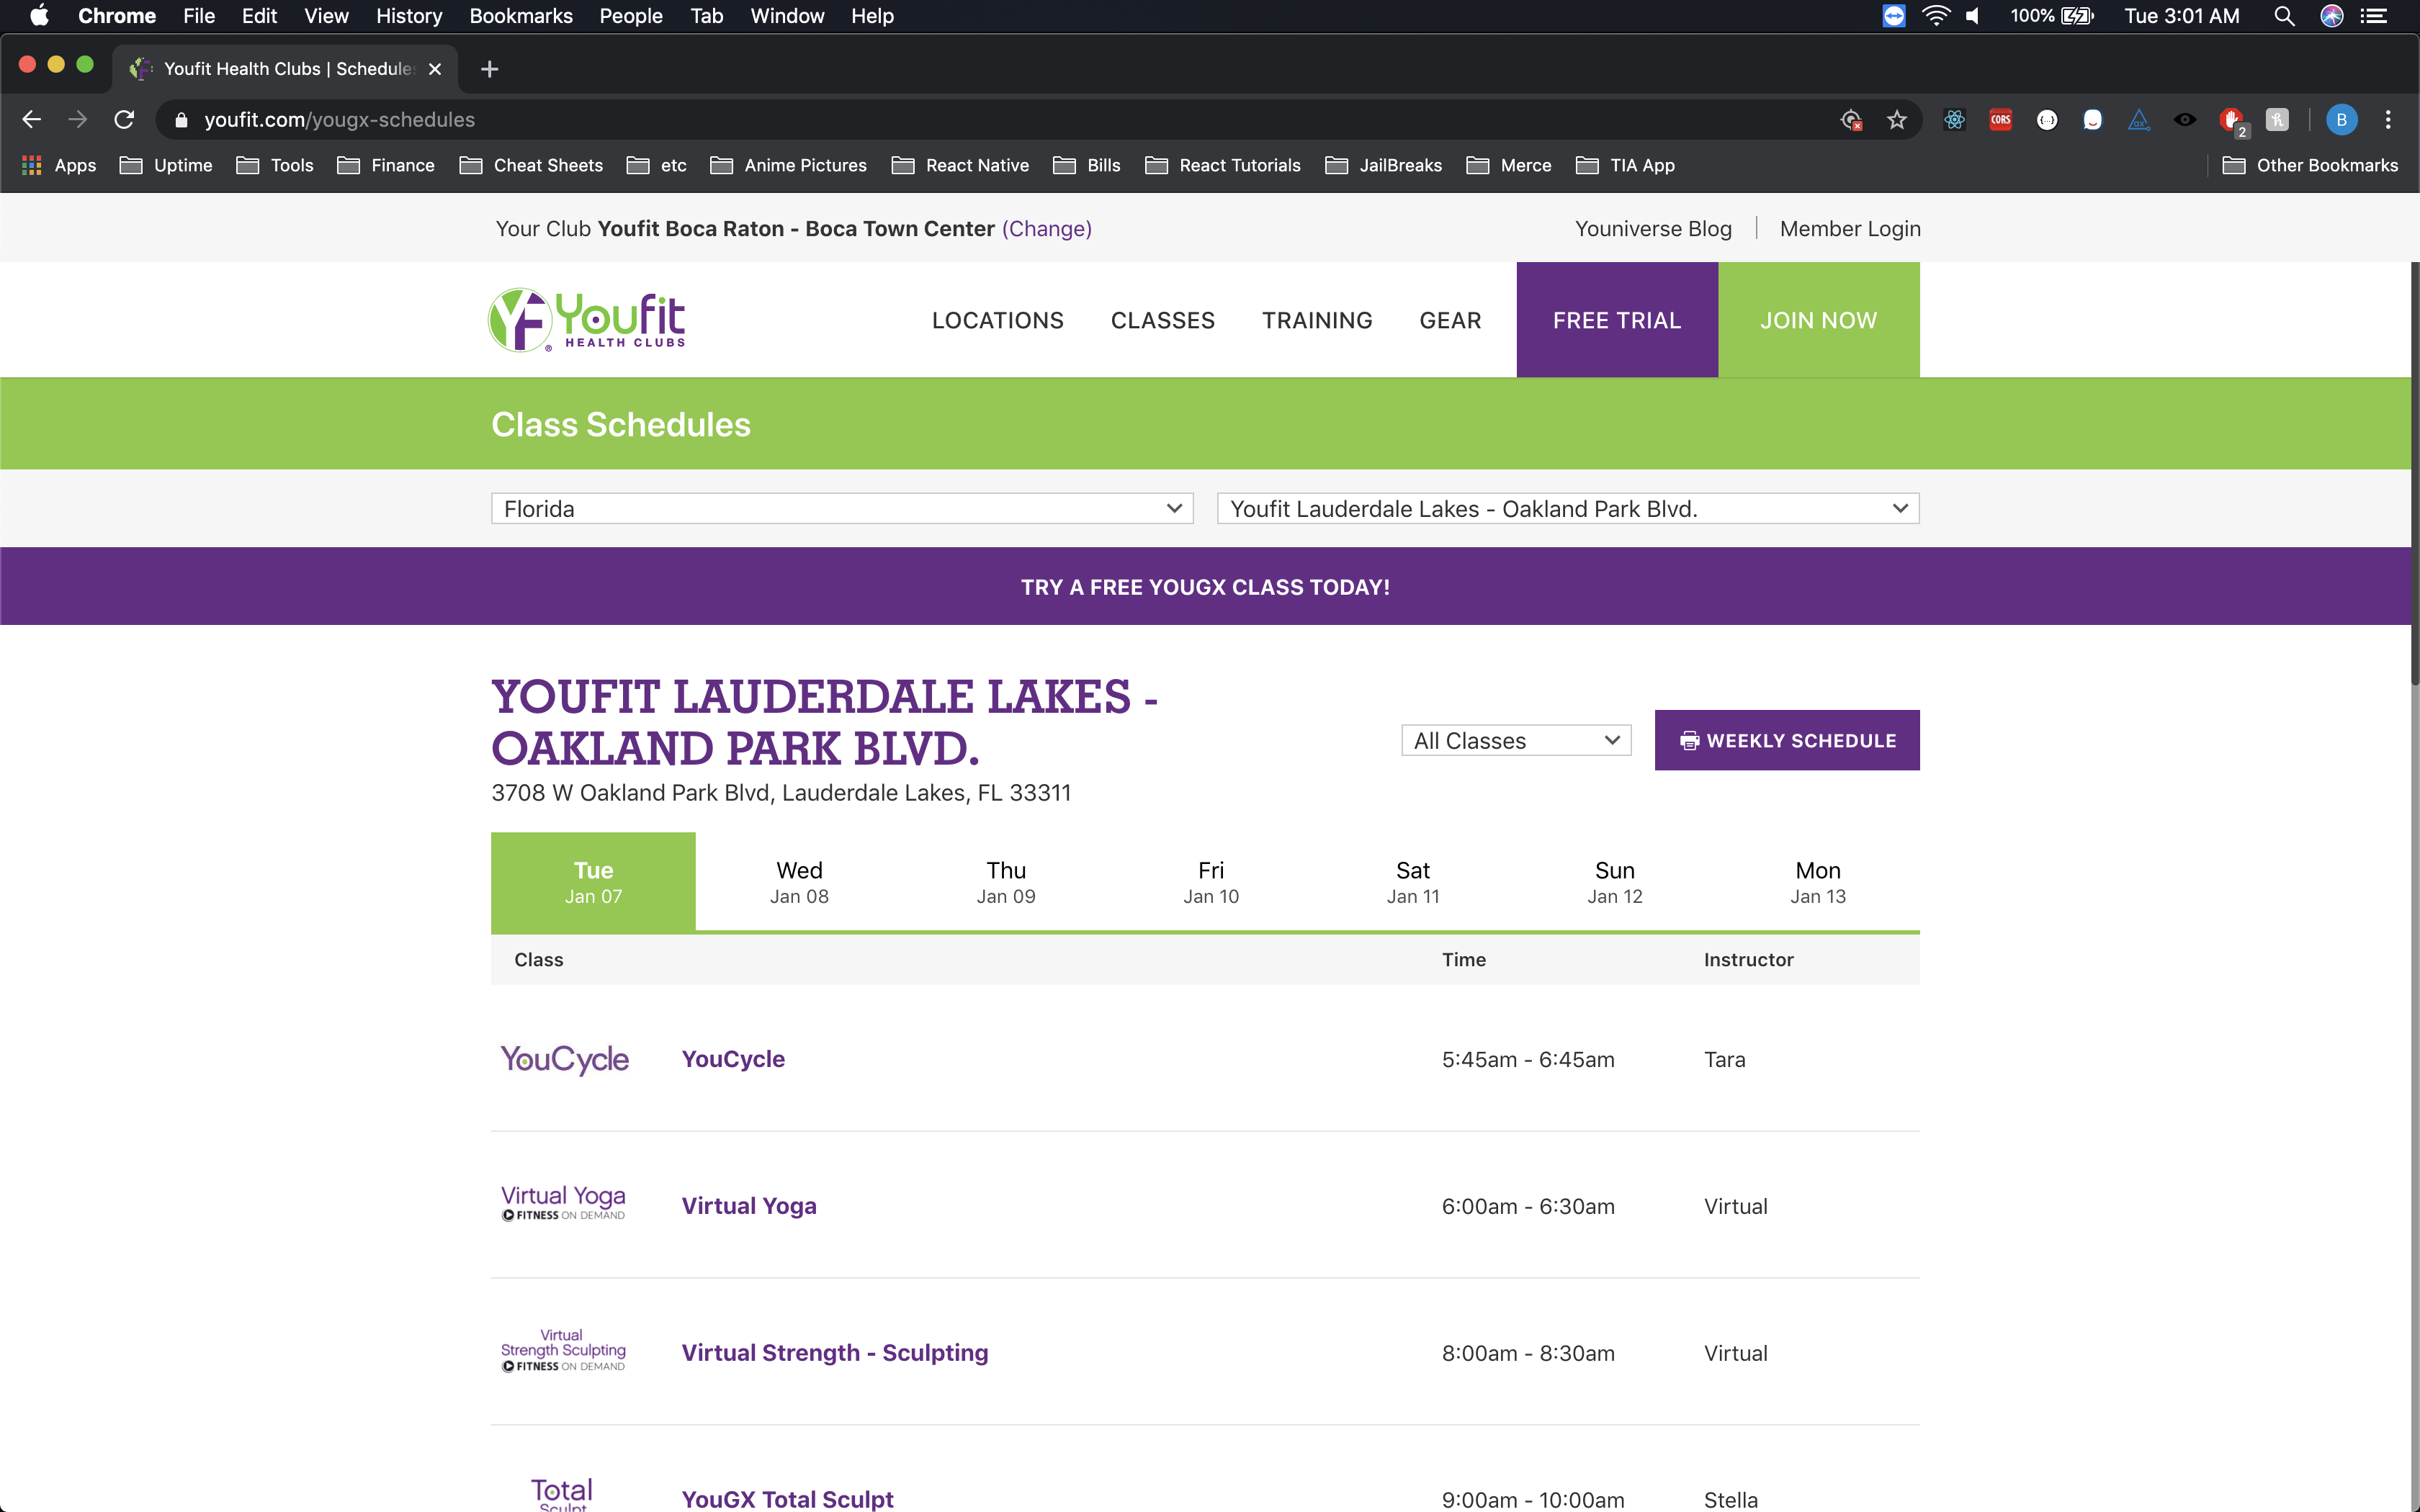 Chrome File Edit View History Bookmarks People Tab Window Help 100% Tue 3:01 AM
Youfit Health Clubs | Schedules
youfit.com/yougx-schedules CORS 2 B
Apps Uptime Tools Finance Cheat Sheets etc Anime Pictures React Native Bills React Tutorials JailBreaks Merce TIA App Other Bookmarks
Your Club Youfit Boca Raton - Boca Town Center (Change) Youniverse Blog Member Login
YF Youfit ® HEALTH CLUBS LOCATIONS CLASSES TRAINING GEAR FREE TRIAL JOIN NOW
Class Schedules
Florida Youfit Lauderdale Lakes - Oakland Park Blvd.
TRY A FREE YOUGX CLASS TODAY!
YOUFIT LAUDERDALE LAKES -
OAKLAND PARK BLVD.
All Classes WEEKLY SCHEDULE
3708 W Oakland Park Blvd, Lauderdale Lakes, FL 33311
Tue Wed Thu Fri Sat Sun Mon
Jan 07 Jan 08 Jan 09 Jan 10 Jan 11 Jan 12 Jan 13
Class Time Instructor
YouCycle YouCycle 5:45am - 6:45am Tara
Virtual Yoga
FITNESS ON DEMAND
Virtual Yoga 6:00am - 6:30am Virtual
Virtual
Strength Sculpting
FITNESS ON DEMAND
Virtual Strength - Sculpting 8:00am - 8:30am Virtual
Total
Sculpt
YouGX Total Sculpt 9:00am - 10:00am Stella